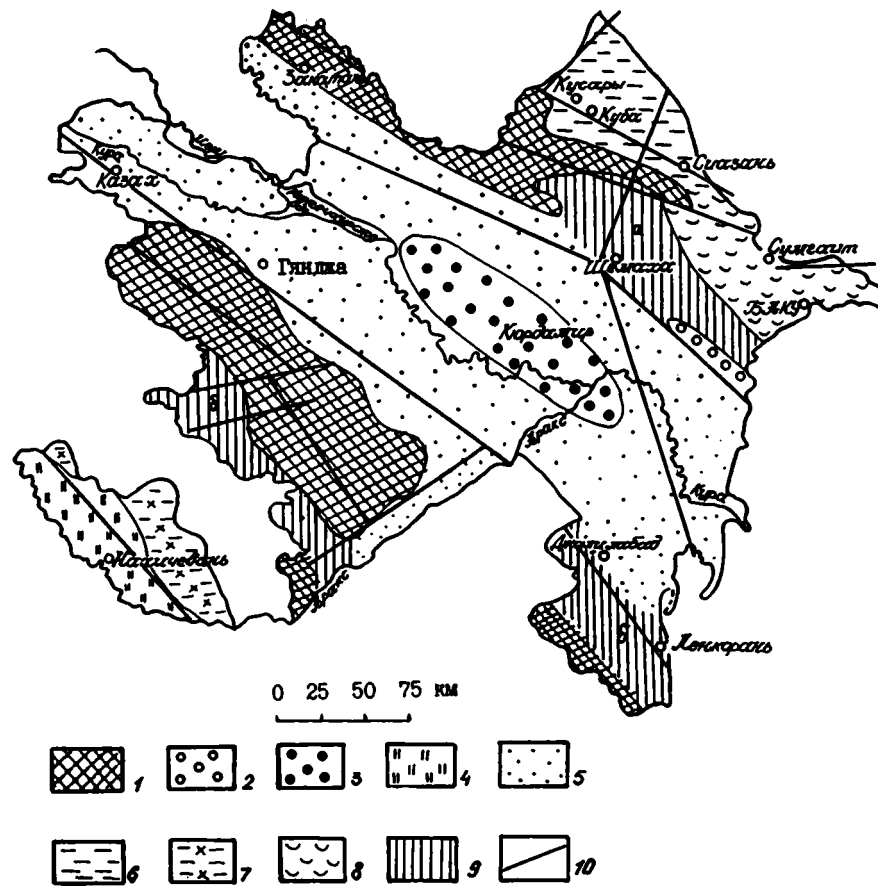 Закаталы
Кусары
Куба
Сиазань
Кура
Казах
Сумгаит
Гянджа
Шемаха
БАКУ
Кюрдамир
Аракс
Кура
Нахичевань
Джалилабад
Аракс
Ленкорань
а
б
б
0 25 50 75 км
1 2 3 4 5
6 7 8 9 10